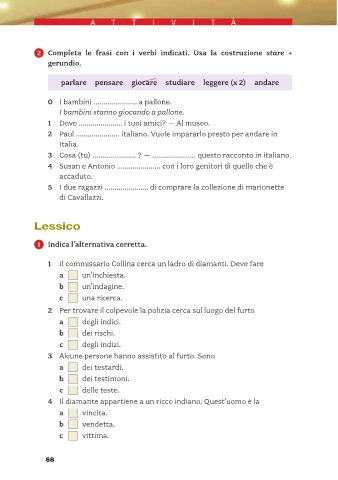 ATTIVITÀ
2 Completa le frasi con i verbi indicati. Usa la costruzione stare +
gerundio.
parlare pensare giocare studiare leggere (x 2) andare
0 I bambini ...................... a pallone.
I bambini stanno giocando a pallone.
1 Dove ...................... i tuoi amici? — Al museo.
2 Paul ...................... italiano. Vuole impararlo presto per andare in
Italia.
3 Cosa (tu) ...................... ? — ...................... questo racconto in italiano.
4 Susan e Antonio ...................... con i loro genitori di quello che è
accaduto.
5 I due ragazzi ...................... di comprare la collezione di marionette
di Cavallazzi.
Lessico
1 Indica l'alternativa corretta.
1 Il commissario Collina cerca un ladro di diamanti. Deve fare
a un'inchiesta.
b un'indagine.
c una ricerca.
2 Per trovare il colpevole la polizia cerca sul luogo del furto
a degli indici.
b dei rischi.
c degli indizi.
3 Alcune persone hanno assistito al furto. Sono
a dei testardi.
b dei testimoni.
c delle teste.
4 Il diamante appartiene a un ricco indiano. Quest'uomo è la
a vincita.
b vendetta.
c vittima.
68